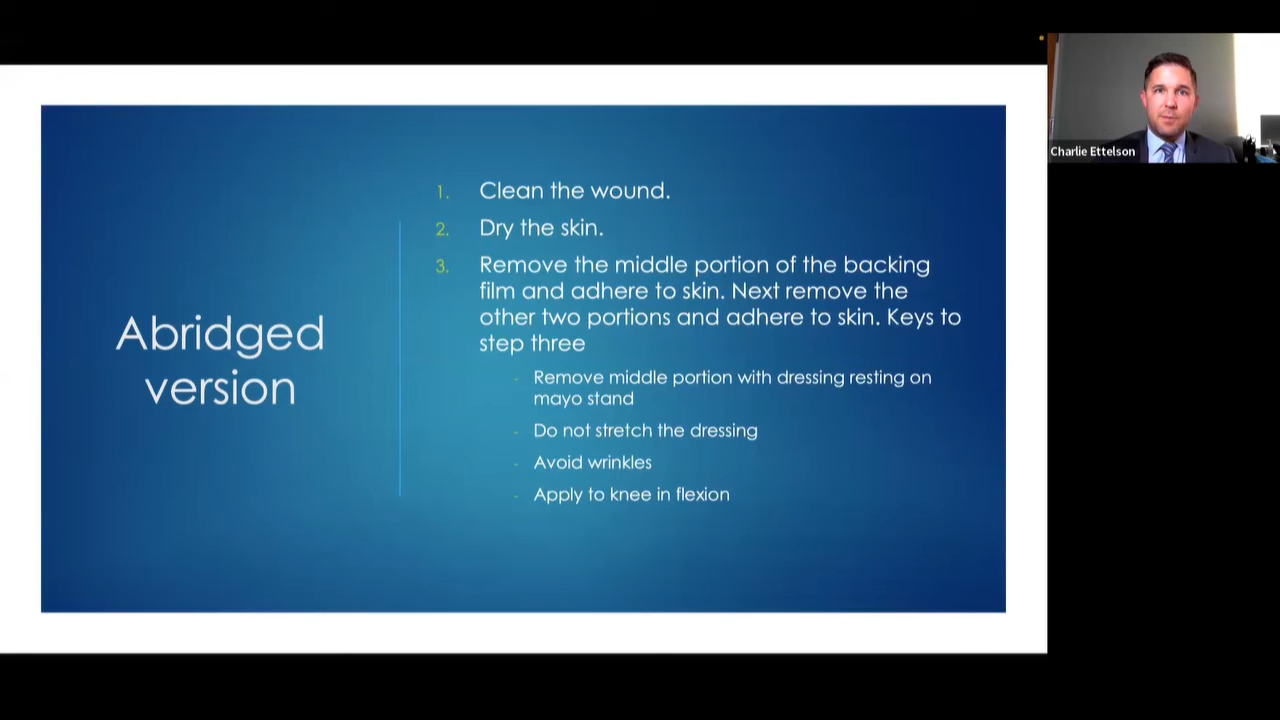 Abridged
version
1. Clean the wound.
2. Dry the skin.
3. Remove the middle portion of the backing
film and adhere to skin. Next remove the
other two portions and adhere to skin. Keys to
step three
- Remove middle portion with dressing resting on
mayo stand
- Do not stretch the dressing
- Avoid wrinkles
- Apply to knee in flexion
Charlie Ettelson